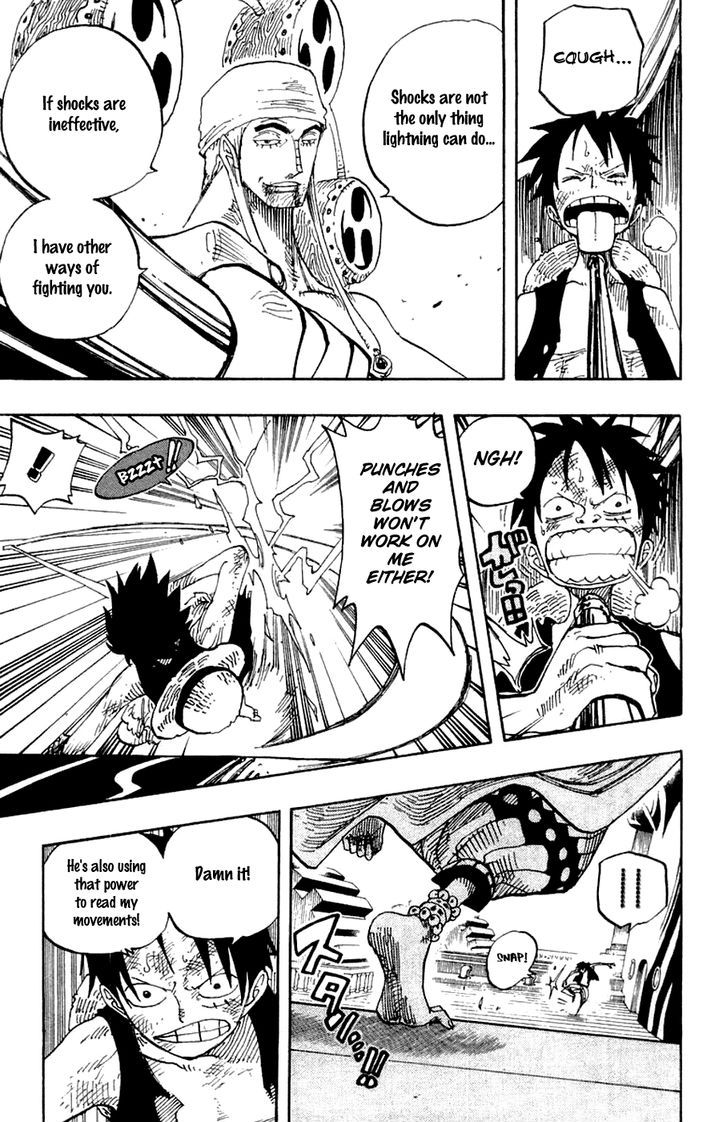 COUGH...
Shocks are not
the only thing
lightning can do...
If shocks are
ineffective,
I have other
ways of
fighting you.
NGH!
PUNCHES
AND
BLOWS
WON'T
WORK ON
ME
EITHER!
BZZZT!!
!
SNAP!
Damn it!
He's also using
that power
to read my
movements!